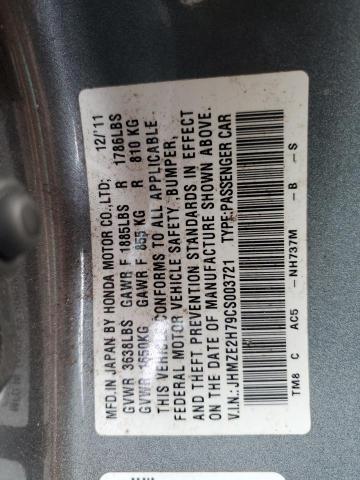 MFD. IN JAPAN BY HONDA MOTOR CO.,LTD; 12/'11
GVWR 3638LBS GAWR F 1885LBS R 1786LBS
GVWR 1650KG GAWR F 855 KG R 810 KG
THIS VEHICLE CONFORMS TO ALL APPLICABLE
FEDERAL MOTOR VEHICLE SAFETY, BUMPER,
AND THEFT PREVENTION STANDARDS IN EFFECT
ON THE DATE OF MANUFACTURE SHOWN ABOVE.
V.I.N.: JHMZE2H79CS003721 TYPE:PASSENGER CAR
TM8 C AC5 -NH737M -B -S